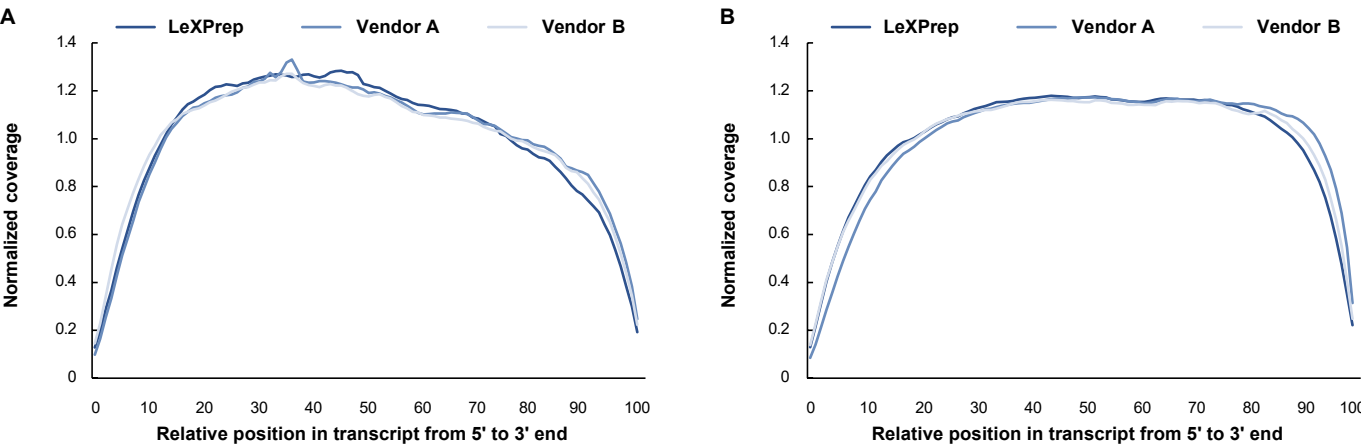 A
LeXPrep Vendor A Vendor B
1.4
1.2
1.0
0.8
0.6
0.4
0.2
0
Normalized coverage
0 10 20 30 40 50 60 70 80 90 100
Relative position in transcript from 5' to 3' end
B
LeXPrep Vendor A Vendor B
1.4
1.2
1.0
0.8
0.6
0.4
0.2
0
Normalized coverage
0 10 20 30 40 50 60 70 80 90 100
Relative position in transcript from 5' to 3' end